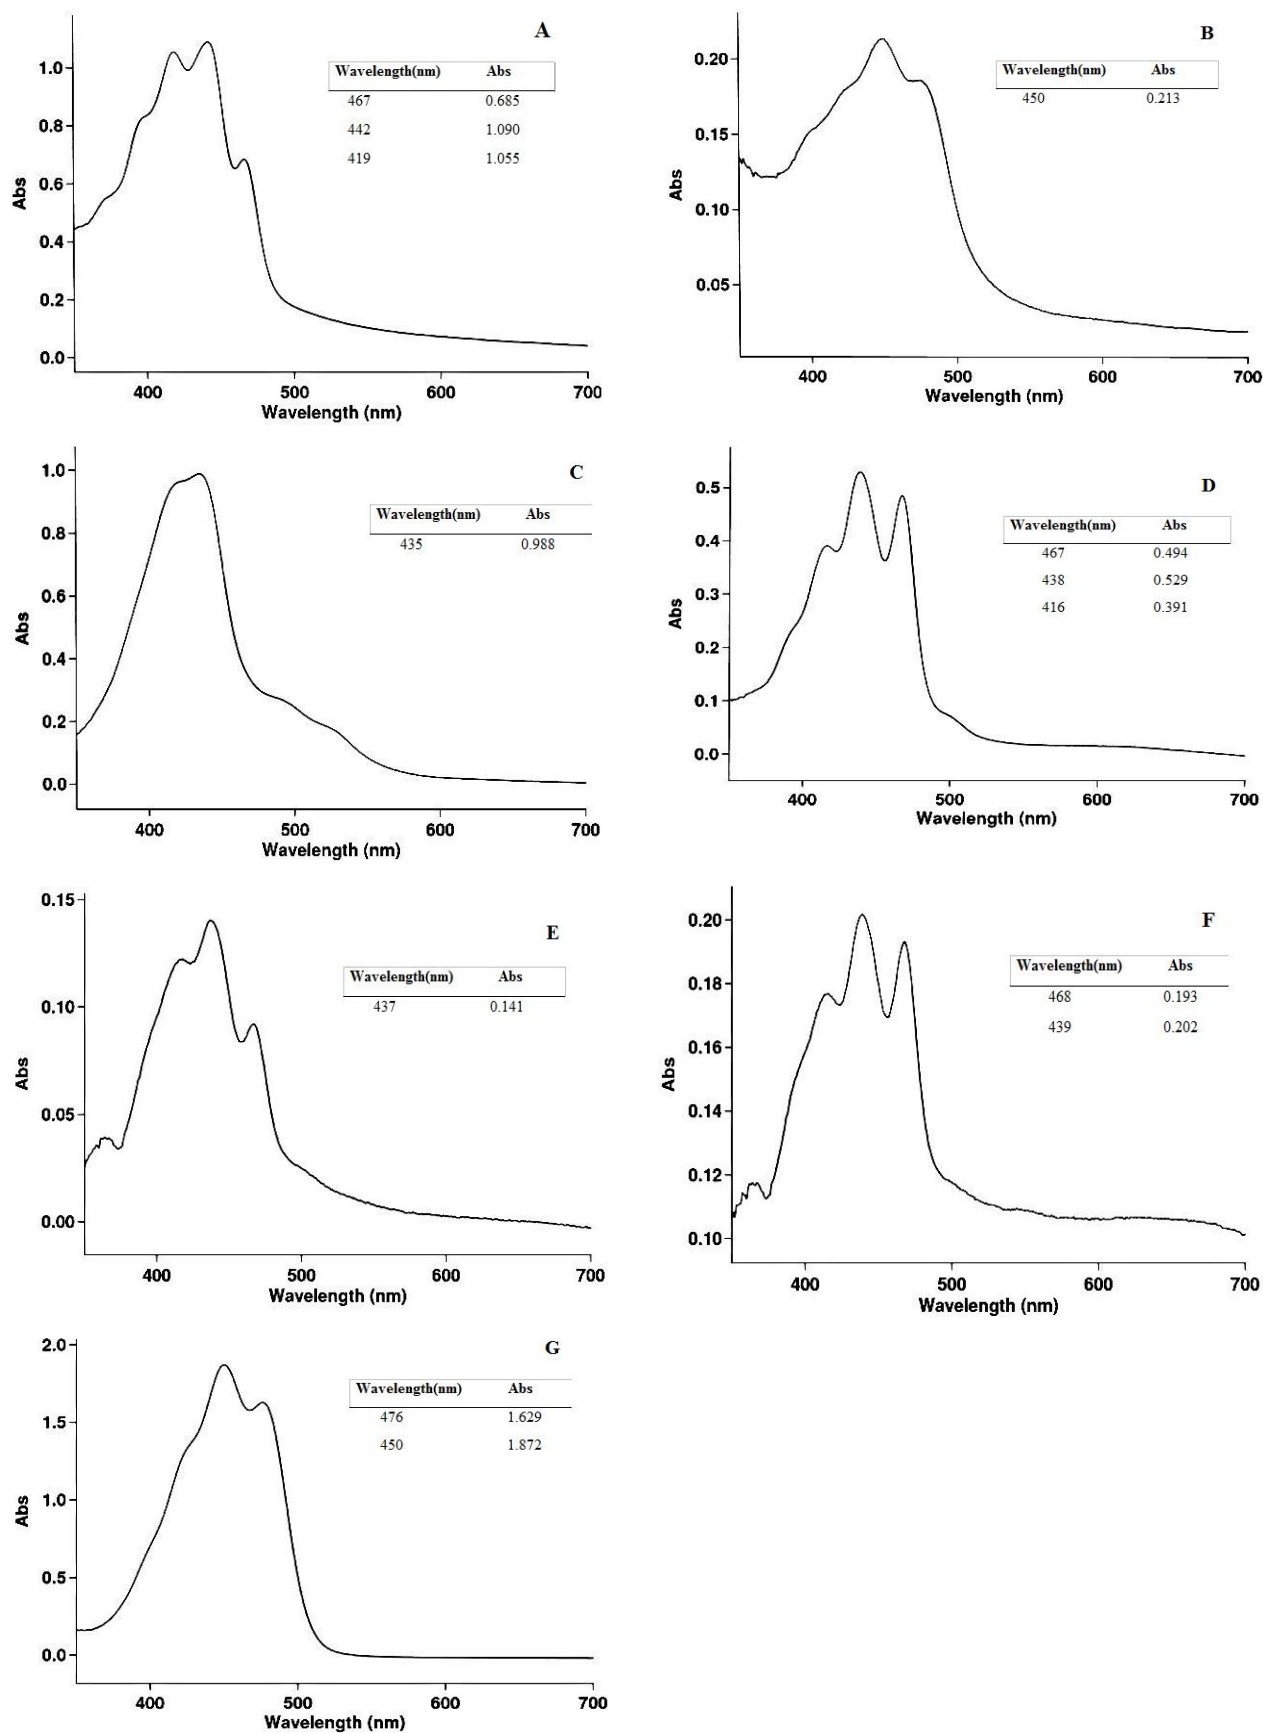 A
Wavelength(nm) Abs
467 0.685
442 1.090
419 1.055
1.0
0.8
0.6
0.4
0.2
0.0
Abs
400 500 600 700
Wavelength (nm)
B
Wavelength(nm) Abs
450 0.213
0.20
0.15
0.10
0.05
Abs
400 500 600 700
Wavelength (nm)
C
Wavelength(nm) Abs
435 0.988
1.0
0.8
0.6
0.4
0.2
0.0
Abs
400 500 600 700
Wavelength (nm)
D
Wavelength(nm) Abs
467 0.494
438 0.529
416 0.391
0.5
0.4
0.3
0.2
0.1
0.0
Abs
400 500 600 700
Wavelength (nm)
E
Wavelength(nm) Abs
437 0.141
0.15
0.10
0.05
0.00
Abs
400 500 600 700
Wavelength (nm)
F
Wavelength(nm) Abs
468 0.193
439 0.202
0.20
0.18
0.16
0.14
0.12
0.10
Abs
400 500 600 700
Wavelength (nm)
G
Wavelength(nm) Abs
476 1.629
450 1.872
2.0
1.5
1.0
0.5
0.0
Abs
400 500 600 700
Wavelength (nm)